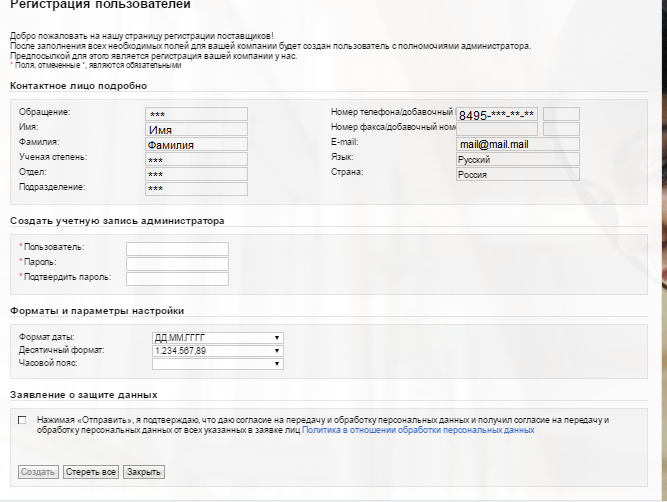 Регистрация пользователей
Добро пожаловать на нашу страницу регистрации поставщиков!
После заполнения всех необходимых полей для вашей компании будет создан пользователь с полномочиями администратора.
Предпосылкой для этого является регистрация вашей компании у нас.
* Поля, отмеченные *, являются обязательными
Контактное лицо подробно
Обращение: *** Номер телефона/добавочный 8495-***-**-**
Имя: Имя Номер факса/добавочный номе
Фамилия: Фамилия E-mail: mail@mail.mail
Ученая степень: *** Язык: Русский
Отдел: *** Страна: Россия
Подразделение: ***
Создать учетную запись администратора
* Пользователь:
* Пароль:
* Подтвердить пароль:
Форматы и параметры настройки
Формат даты: ДД.ММ.ГГГГ
Десятичный формат: 1.234.567,89
Часовой пояс:
Заявление о защите данных
Нажимая «Отправить», я подтверждаю, что даю согласие на передачу и обработку персональных данных и получил согласие на передачу и
обработку персональных данных от всех указанных в заявке лиц Политика в отношении обработки персональных данных
Создать Стереть все Закрыть